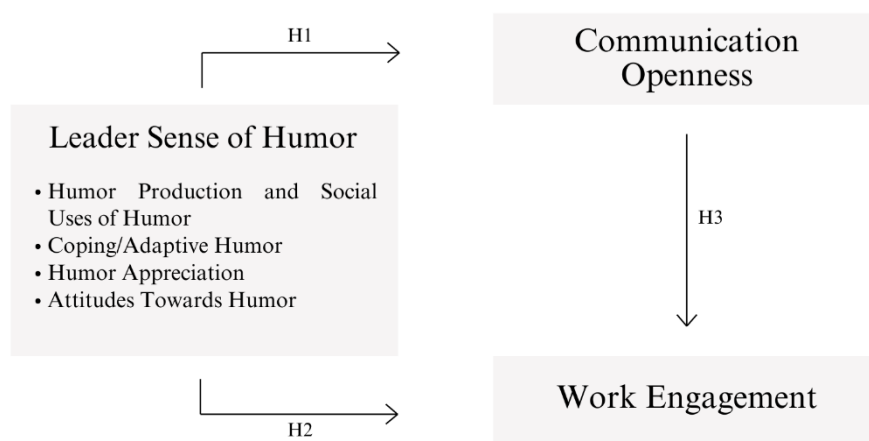 H1
Communication
Openness
Leader Sense of Humor
• Humor Production and Social
Uses of Humor
• Coping/Adaptive Humor
• Humor Appreciation
• Attitudes Towards Humor
H3
Work Engagement
H2